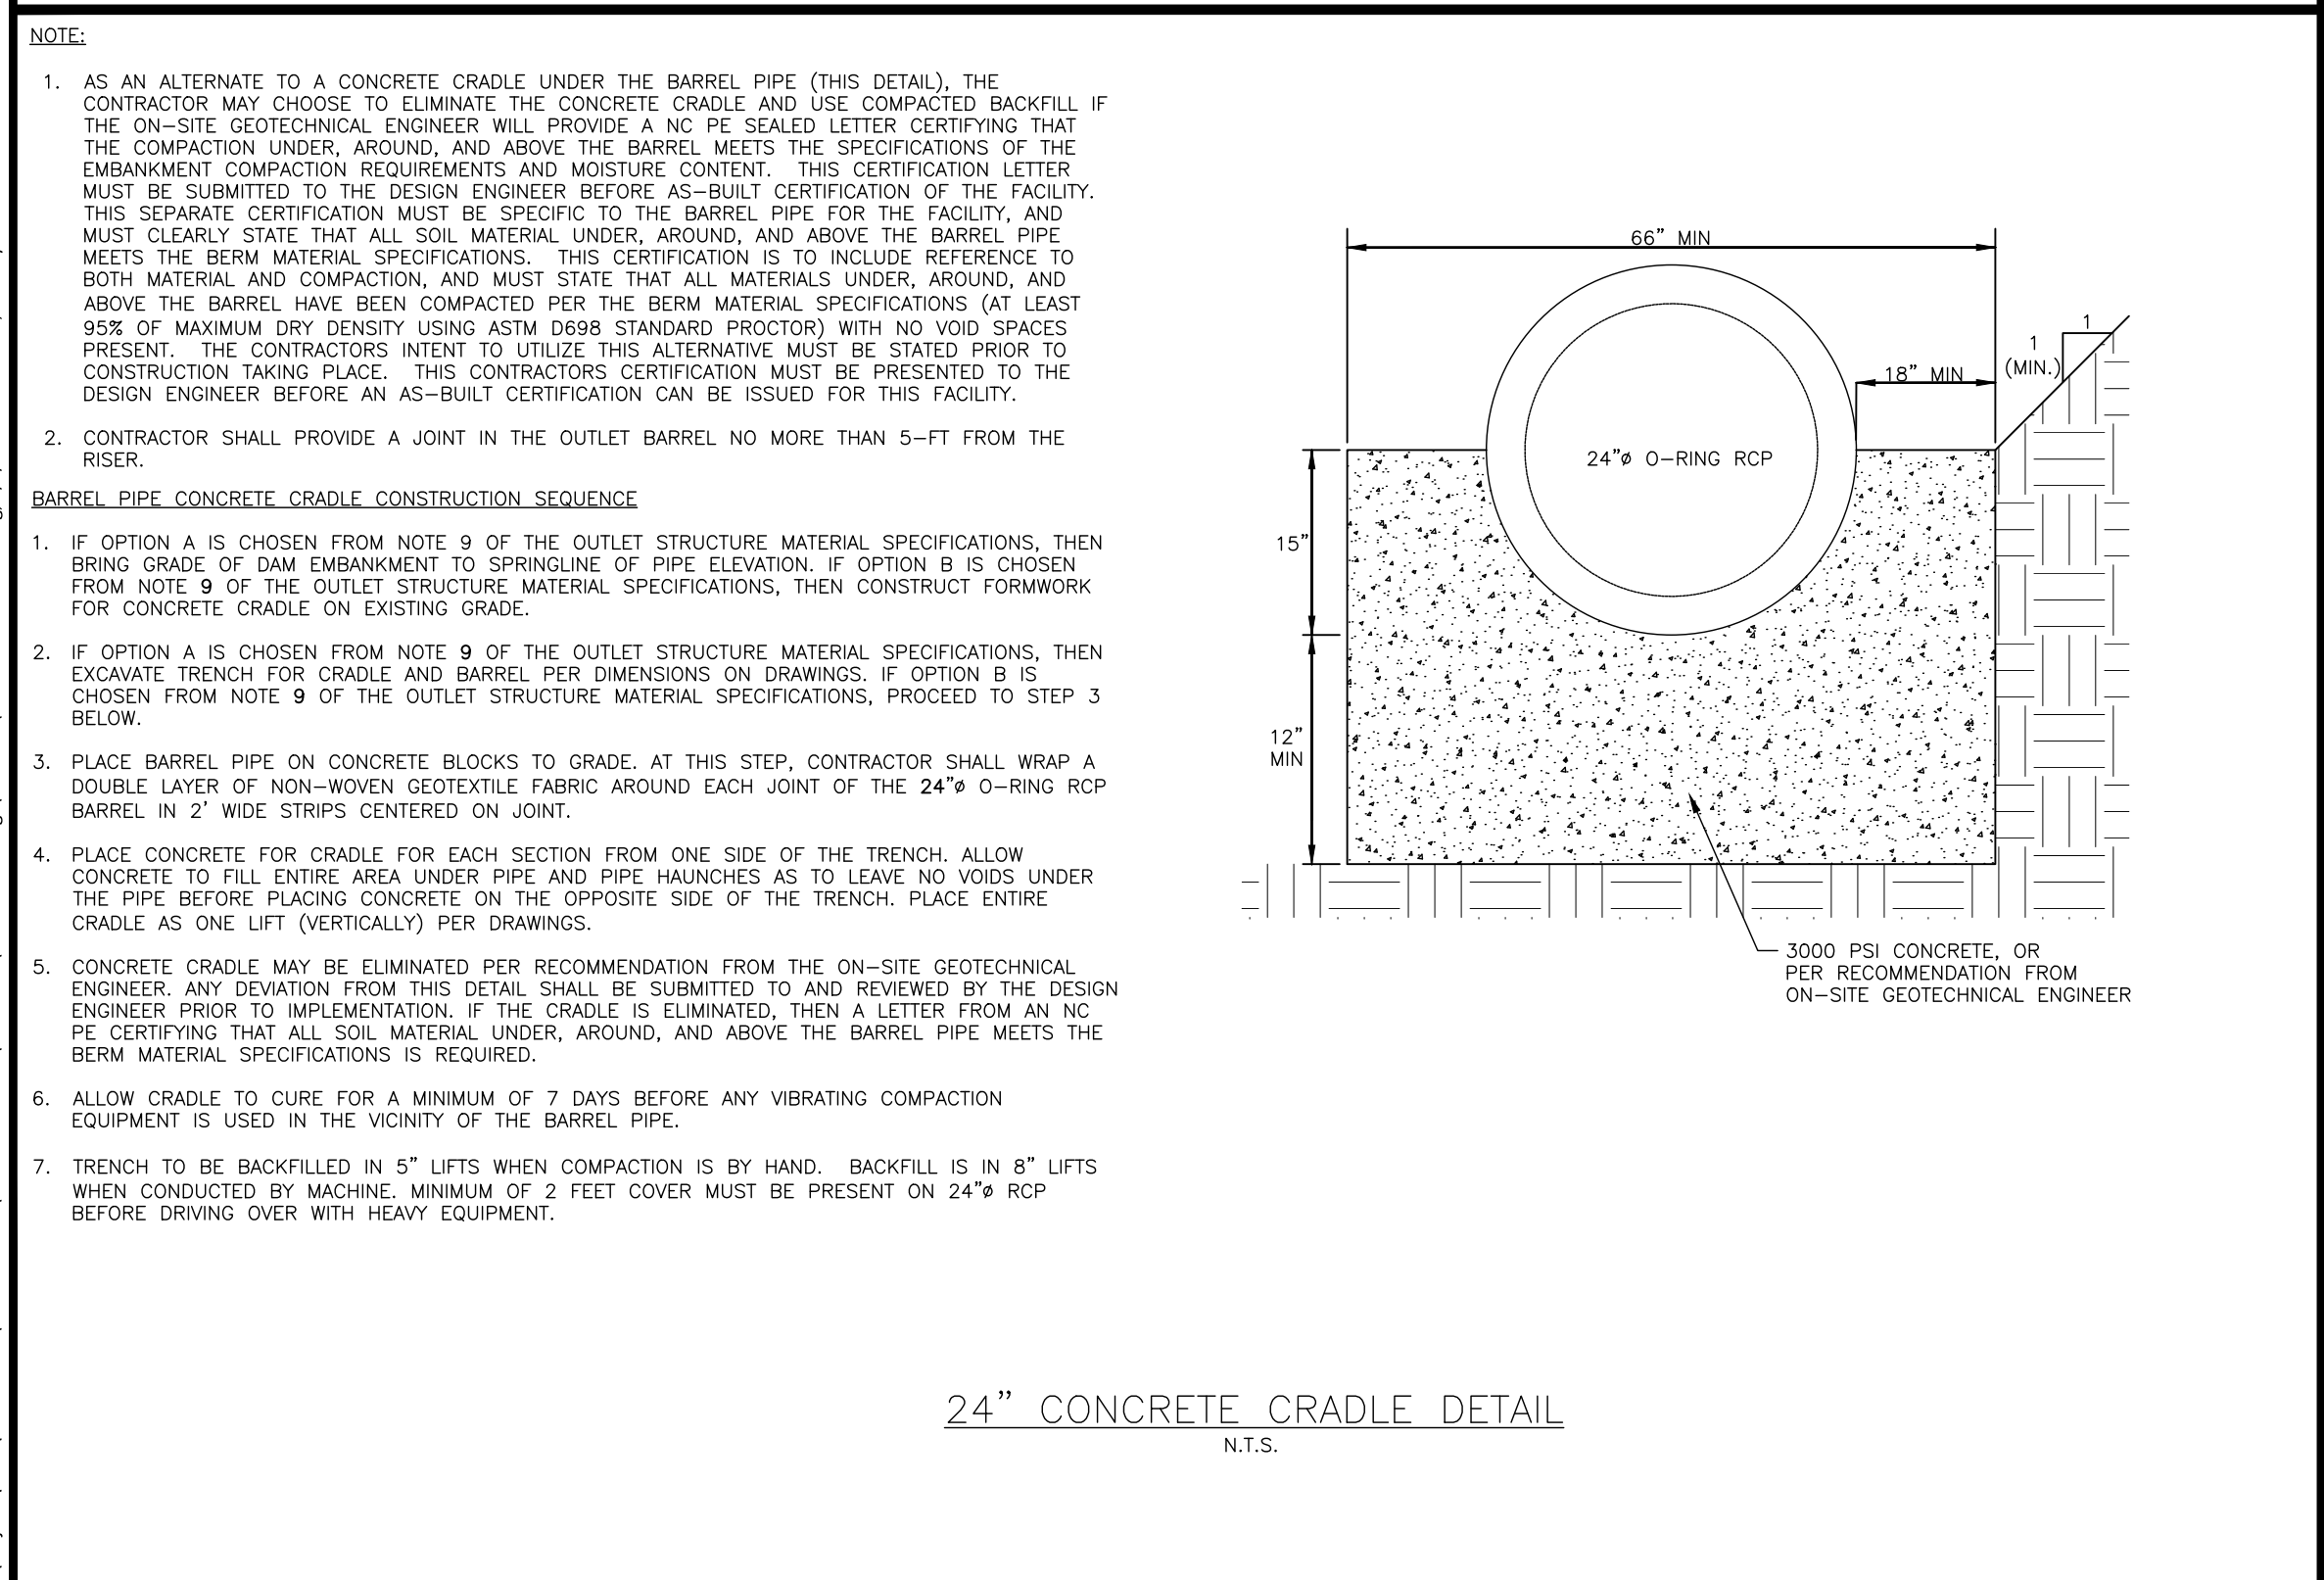 NOTE:
1. AS AN ALTERNATE TO A CONCRETE CRADLE UNDER THE BARREL PIPE (THIS DETAIL), THE
CONTRACTOR MAY CHOOSE TO ELIMINATE THE CONCRETE CRADLE AND USE COMPACTED BACKFILL IF
THE ON-SITE GEOTECHNICAL ENGINEER WILL PROVIDE A NC PE SEALED LETTER CERTIFYING THAT
THE COMPACTION UNDER, AROUND, AND ABOVE THE BARREL MEETS THE SPECIFICATIONS OF THE
EMBANKMENT COMPACTION REQUIREMENTS AND MOISTURE CONTENT. THIS CERTIFICATION LETTER
MUST BE SUBMITTED TO THE DESIGN ENGINEER BEFORE AS-BUILT CERTIFICATION OF THE FACILITY.
THIS SEPARATE CERTIFICATION MUST BE SPECIFIC TO THE BARREL PIPE FOR THE FACILITY, AND
MUST CLEARLY STATE THAT ALL SOIL MATERIAL UNDER, AROUND, AND ABOVE THE BARREL PIPE
MEETS THE BERM MATERIAL SPECIFICATIONS. THIS CERTIFICATION IS TO INCLUDE REFERENCE TO
BOTH MATERIAL AND COMPACTION, AND MUST STATE THAT ALL MATERIALS UNDER, AROUND, AND
ABOVE THE BARREL HAVE BEEN COMPACTED PER THE BERM MATERIAL SPECIFICATIONS (AT LEAST
95% OF MAXIMUM DRY DENSITY USING ASTM D698 STANDARD PROCTOR) WITH NO VOID SPACES
PRESENT. THE CONTRACTORS INTENT TO UTILIZE THIS ALTERNATIVE MUST BE STATED PRIOR TO
CONSTRUCTION TAKING PLACE. THIS CONTRACTORS CERTIFICATION MUST BE PRESENTED TO THE
DESIGN ENGINEER BEFORE AN AS-BUILT CERTIFICATION CAN BE ISSUED FOR THIS FACILITY.
2. CONTRACTOR SHALL PROVIDE A JOINT IN THE OUTLET BARREL NO MORE THAN 5-FT FROM THE
RISER.
BARREL PIPE CONCRETE CRADLE CONSTRUCTION SEQUENCE
1. IF OPTION A IS CHOSEN FROM NOTE 9 OF THE OUTLET STRUCTURE MATERIAL SPECIFICATIONS, THEN
BRING GRADE OF DAM EMBANKMENT TO SPRINGLINE OF PIPE ELEVATION. IF OPTION B IS CHOSEN
FROM NOTE 9 OF THE OUTLET STRUCTURE MATERIAL SPECIFICATIONS, THEN CONSTRUCT FORMWORK
FOR CONCRETE CRADLE ON EXISTING GRADE.
2. IF OPTION A IS CHOSEN FROM NOTE 9 OF THE OUTLET STRUCTURE MATERIAL SPECIFICATIONS, THEN
EXCAVATE TRENCH FOR CRADLE AND BARREL PER DIMENSIONS ON DRAWINGS. IF OPTION B IS
CHOSEN FROM NOTE 9 OF THE OUTLET STRUCTURE MATERIAL SPECIFICATIONS, PROCEED TO STEP 3
BELOW.
3. PLACE BARREL PIPE ON CONCRETE BLOCKS TO GRADE. AT THIS STEP, CONTRACTOR SHALL WRAP A
DOUBLE LAYER OF NON-WOVEN GEOTEXTILE FABRIC AROUND EACH JOINT OF THE 24"ø O-RING RCP
BARREL IN 2' WIDE STRIPS CENTERED ON JOINT.
4. PLACE CONCRETE FOR CRADLE FOR EACH SECTION FROM ONE SIDE OF THE TRENCH. ALLOW
CONCRETE TO FILL ENTIRE AREA UNDER PIPE AND PIPE HAUNCHES AS TO LEAVE NO VOIDS UNDER
THE PIPE BEFORE PLACING CONCRETE ON THE OPPOSITE SIDE OF THE TRENCH. PLACE ENTIRE
CRADLE AS ONE LIFT (VERTICALLY) PER DRAWINGS.
5. CONCRETE CRADLE MAY BE ELIMINATED PER RECOMMENDATION FROM THE ON-SITE GEOTECHNICAL
ENGINEER. ANY DEVIATION FROM THIS DETAIL SHALL BE SUBMITTED TO AND REVIEWED BY THE DESIGN
ENGINEER PRIOR TO IMPLEMENTATION. IF THE CRADLE IS ELIMINATED, THEN A LETTER FROM AN NC
PE CERTIFYING THAT ALL SOIL MATERIAL UNDER, AROUND, AND ABOVE THE BARREL PIPE MEETS THE
BERM MATERIAL SPECIFICATIONS IS REQUIRED.
6. ALLOW CRADLE TO CURE FOR A MINIMUM OF 7 DAYS BEFORE ANY VIBRATING COMPACTION
EQUIPMENT IS USED IN THE VICINITY OF THE BARREL PIPE.
7. TRENCH TO BE BACKFILLED IN 5" LIFTS WHEN COMPACTION IS BY HAND. BACKFILL IS IN 8" LIFTS
WHEN CONDUCTED BY MACHINE. MINIMUM OF 2 FEET COVER MUST BE PRESENT ON 24"ø RCP
BEFORE DRIVING OVER WITH HEAVY EQUIPMENT.
66" MIN
1
1
(MIN.)
18" MIN
24"ø O-RING RCP
15"
12"
MIN
3000 PSI CONCRETE, OR
PER RECOMMENDATION FROM
ON-SITE GEOTECHNICAL ENGINEER
24" CONCRETE CRADLE DETAIL
N.T.S.